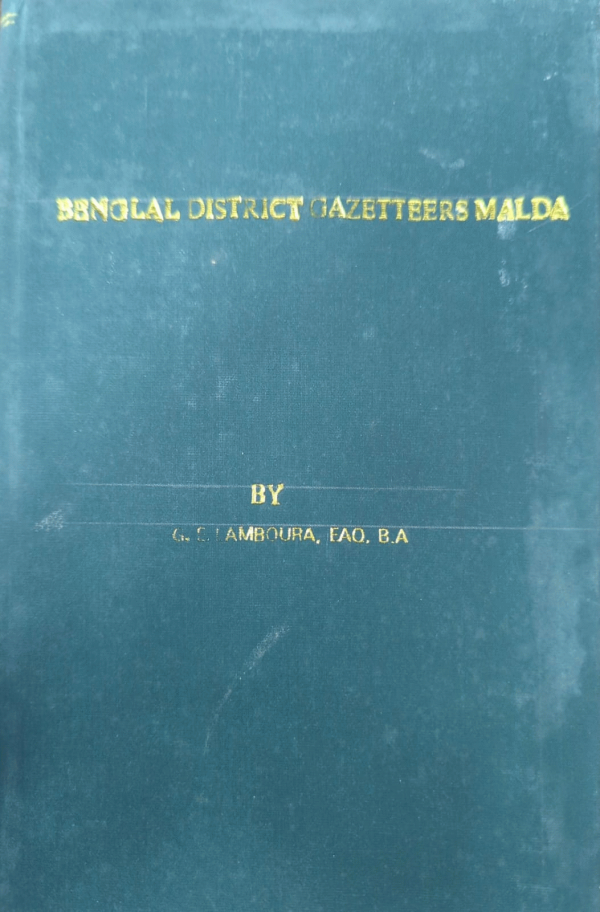 BENGLAL DISTRICT GAZETTEERS MALDA
BY
G. E. LAMBOURA, EAQ, B.A